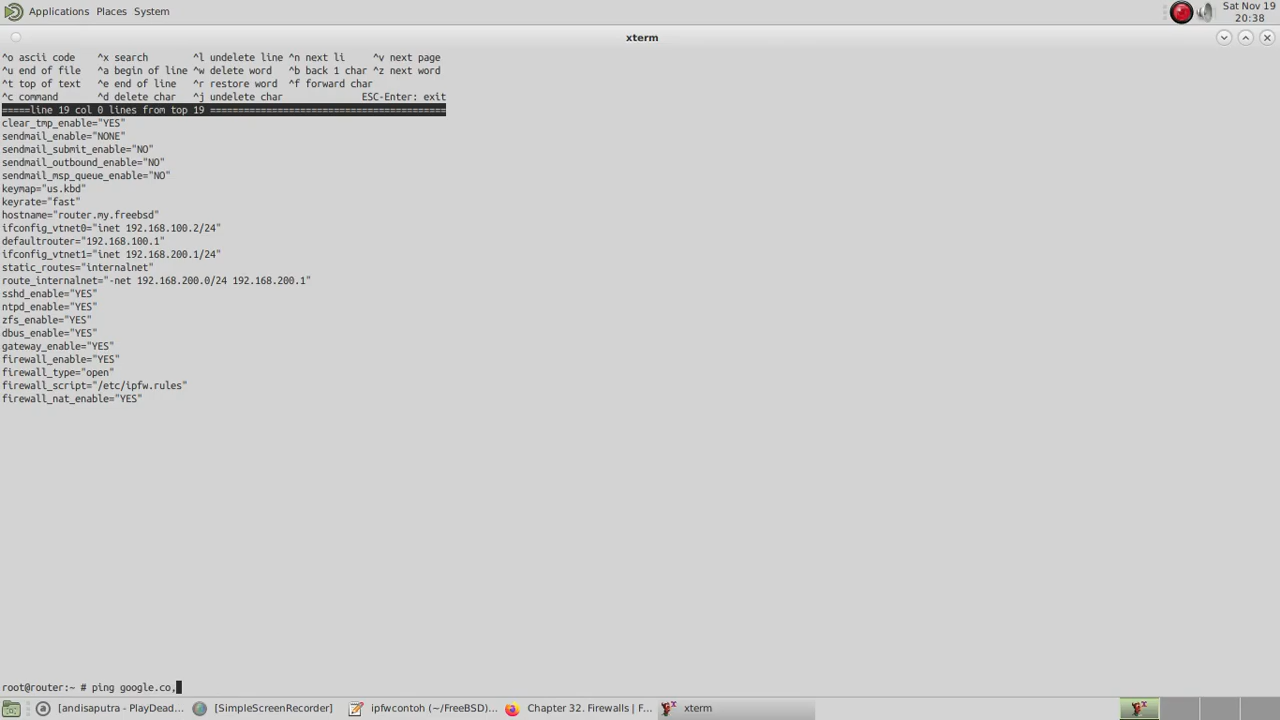 Applications Places System
Sat Nov 19
20:38
xterm
^o ascii code ^x search ^l undelete line ^n next li ^v next page
^u end of file ^a begin of line ^w delete word ^b back 1 char ^z next word
^t top of text ^e end of line ^r restore word ^f forward char
^c command ^d delete char ^j undelete char ESC-Enter: exit
=====line 19 col 0 lines from top 19 ==========================================
clear_tmp_enable="YES"
sendmail_enable="NONE"
sendmail_submit_enable="NO"
sendmail_outbound_enable="NO"
sendmail_msp_queue_enable="NO"
keymap="us.kbd"
keyrate="fast"
hostname="router.my.freebsd"
ifconfig_vtnet0="inet 192.168.100.2/24"
defaultrouter="192.168.100.1"
ifconfig_vtnet1="inet 192.168.200.1/24"
static_routes="internalnet"
route_internalnet="-net 192.168.200.0/24 192.168.200.1"
sshd_enable="YES"
ntpd_enable="YES"
zfs_enable="YES"
dbus_enable="YES"
gateway_enable="YES"
firewall_enable="YES"
firewall_type="open"
firewall_script="/etc/ipfw.rules"
firewall_nat_enable="YES"
root@router:~ # ping google.co,
[andisaputra - PlayDead... [SimpleScreenRecorder] ipfwcontoh (~/FreeBSD)... Chapter 32. Firewalls | F... xterm